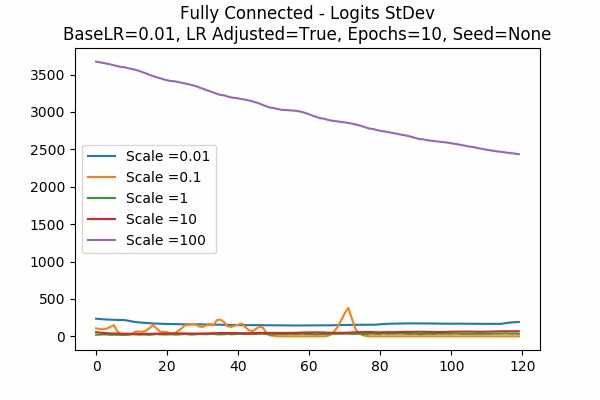 Fully Connected - Logits StDev
BaseLR=0.01, LR Adjusted=True, Epochs=10, Seed=None
3500
3000
2500
2000
1500
1000
500
0
Scale =0.01
Scale =0.1
Scale =1
Scale =10
Scale =100
0 20 40 60 80 100 120